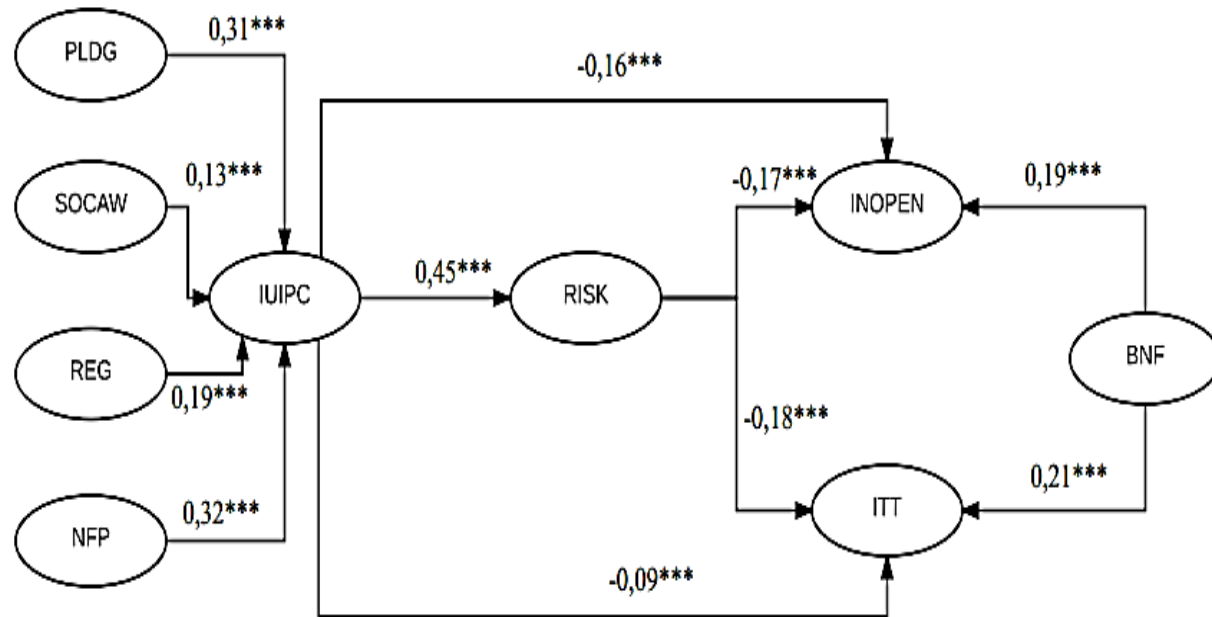 PLDG
0,31***
-0,16***
SOCAW
0,13***
-0,17***
INOPEN
0,19***
IUIPC
0,45***
RISK
REG
0,19***
BNF
-0,18***
NFP
0,32***
ITT
0,21***
-0,09***